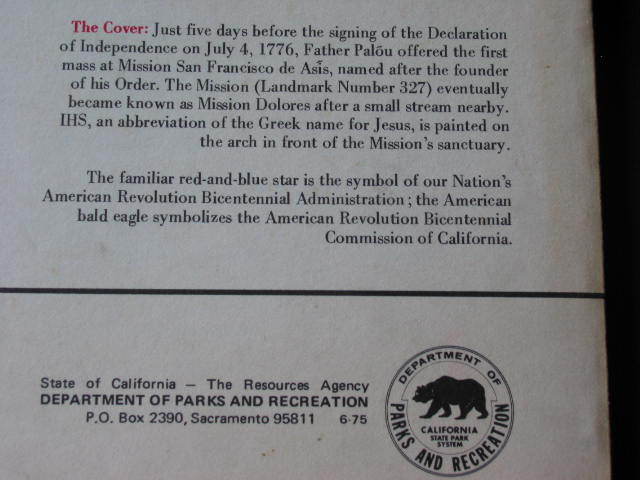 The Cover: Just five days before the signing of the Declaration
of Independence on July 4, 1776, Father Palōu offered the first
mass at Mission San Francisco de Asís, named after the founder
of his Order. The Mission (Landmark Number 327) eventually
became known as Mission Dolores after a small stream nearby.
IHS, an abbreviation of the Greek name for Jesus, is painted on
the arch in front of the Mission's sanctuary.
The familiar red-and-blue star is the symbol of our Nation's
American Revolution Bicentennial Administration; the American
bald eagle symbolizes the American Revolution Bicentennial
Commission of California.
State of California — The Resources Agency
DEPARTMENT OF PARKS AND RECREATION
P.O. Box 2390, Sacramento 95811 6-75
DEPARTMENT OF
PARKS AND RECREATION
CALIFORNIA
STATE PARK
SYSTEM